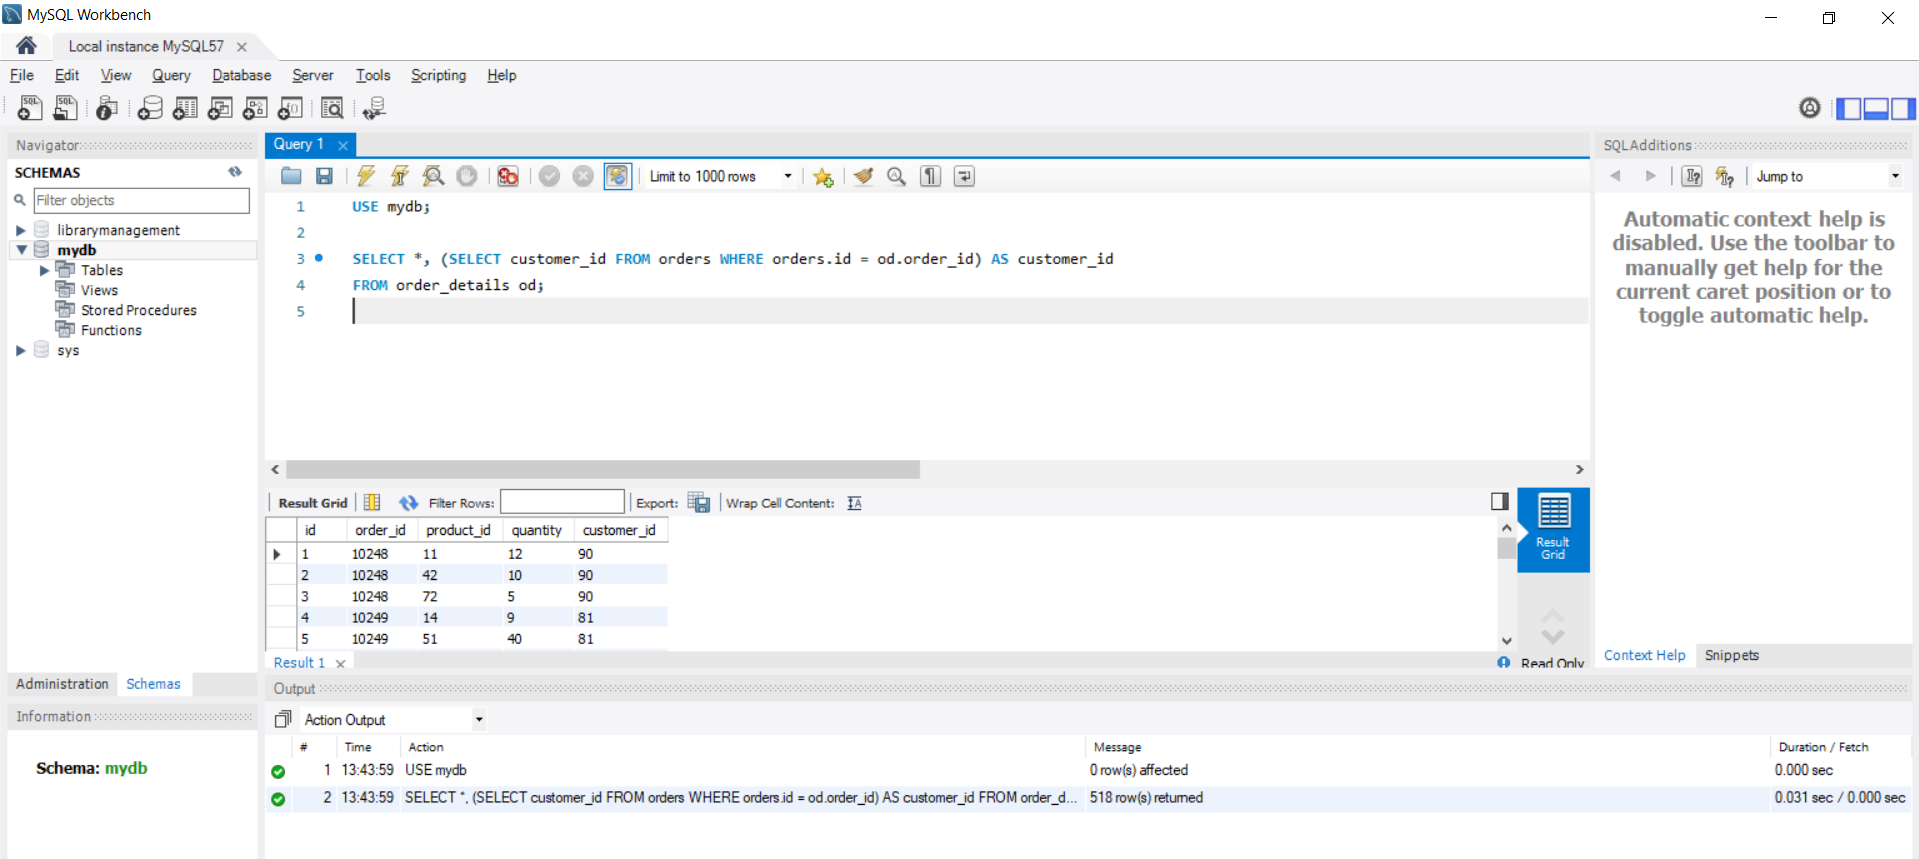 MySQL Workbench
Local instance MySQL57
File Edit View Query Database Server Tools Scripting Help
Navigator
SCHEMAS
Filter objects
librarymanagement
mydb
Tables
Views
Stored Procedures
Functions
sys
Administration Schemas
Information
Schema: mydb
Query 1
Limit to 1000 rows
1 USE mydb;
2
3 SELECT *, (SELECT customer_id FROM orders WHERE orders.id = od.order_id) AS customer_id
4 FROM order_details od;
5
Result Grid Filter Rows: Export: Wrap Cell Content:
id order_id product_id quantity customer_id
1 10248 11 12 90
2 10248 42 10 90
3 10248 72 5 90
4 10249 14 9 81
5 10249 51 40 81
Result
Grid
Result 1
Read Only
SQLAdditions
Jump to
Automatic context help is
disabled. Use the toolbar to
manually get help for the
current caret position or to
toggle automatic help.
Context Help Snippets
Output
Action Output
# Time Action Message Duration / Fetch
1 13:43:59 USE mydb 0 row(s) affected 0.000 sec
2 13:43:59 SELECT *, (SELECT customer_id FROM orders WHERE orders.id = od.order_id) AS customer_id FROM order_d... 518 row(s) returned 0.031 sec / 0.000 sec